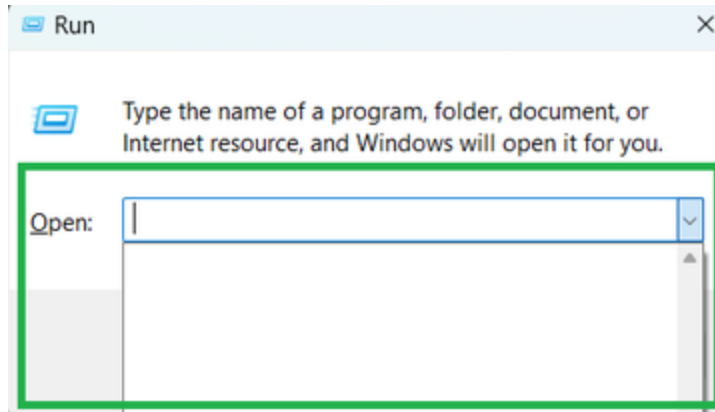 Run
Type the name of a program, folder, document, or
Internet resource, and Windows will open it for you.
Open: